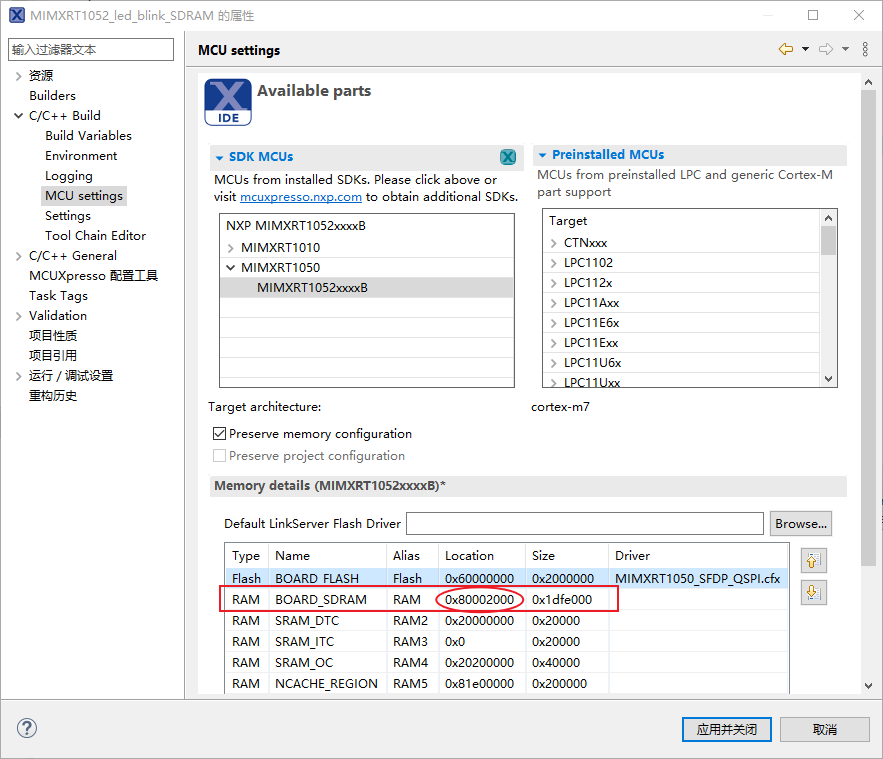 MIMXRT1052_led_blink_SDRAM 的属性
输入过滤器文本
资源
Builders
C/C++ Build
Build Variables
Environment
Logging
MCU settings
Settings
Tool Chain Editor
C/C++ General
MCUXpresso 配置工具
Task Tags
Validation
项目性质
项目引用
运行 / 调试设置
重构历史
MCU settings
IDE
Available parts
SDK MCUs
MCUs from installed SDKs. Please click above or
visit mcuxpresso.nxp.com to obtain additional SDKs.
NXP MIMXRT1052xxxxB
MIMXRT1010
MIMXRT1050
MIMXRT1052xxxxB
Preinstalled MCUs
MCUs from preinstalled LPC and generic Cortex-M
part support
Target
CTNxxx
LPC1102
LPC112x
LPC11Axx
LPC11E6x
LPC11Exx
LPC11U6x
LPC11Uxx
Target architecture: cortex-m7
Preserve memory configuration
Preserve project configuration
Memory details (MIMXRT1052xxxxB)*
Default LinkServer Flash Driver Browse...
Type Name Alias Location Size Driver
Flash BOARD_FLASH Flash 0x60000000 0x2000000 MIMXRT1050_SFDP_QSPI.cfx
RAM BOARD_SDRAM RAM 0x80002000 0x1dfe000
RAM SRAM_DTC RAM2 0x20000000 0x20000
RAM SRAM_ITC RAM3 0x0 0x20000
RAM SRAM_OC RAM4 0x20200000 0x40000
RAM NCACHE_REGION RAM5 0x81e00000 0x200000
应用并关闭 取消